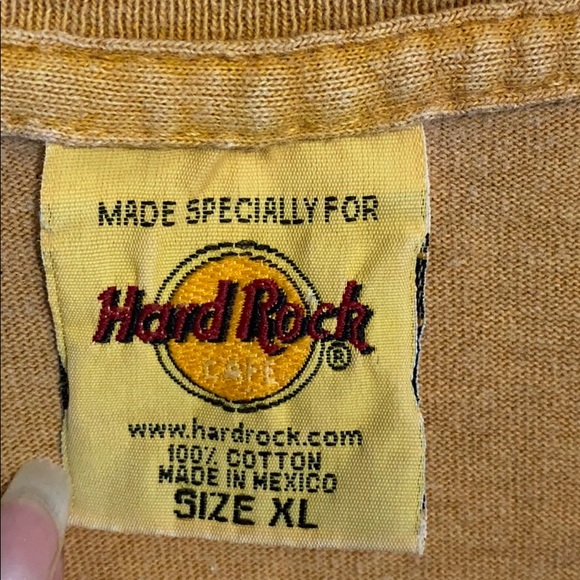 MADE SPECIALLY FOR
Hard Rock
CAFE
®
www.hardrock.com
100% COTTON
MADE IN MEXICO
SIZE XL